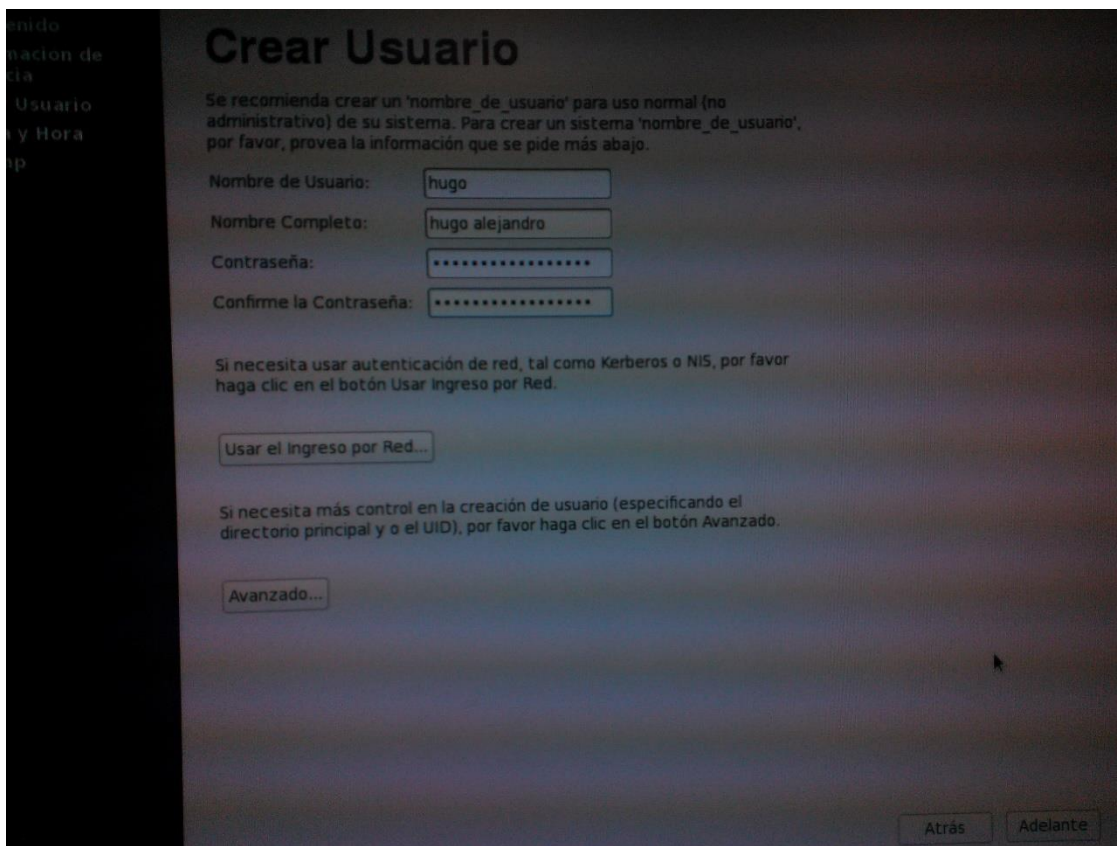 enido
mación de
cia
Usuario
a y Hora
mp
Crear Usuario
Se recomienda crear un 'nombre_de_usuario' para uso normal (no
administrativo) de su sistema. Para crear un sistema 'nombre_de_usuario',
por favor, provea la información que se pide más abajo.
Nombre de Usuario: hugo
Nombre Completo: hugo alejandro
Contraseña: •••••••••••••••••
Confirme la Contraseña: •••••••••••••••••
Si necesita usar autenticación de red, tal como Kerberos o NIS, por favor
haga clic en el botón Usar Ingreso por Red.
Usar el Ingreso por Red...
Si necesita más control en la creación de usuario (especificando el
directorio principal y o el UID), por favor haga clic en el botón Avanzado.
Avanzado...
Atrás Adelante